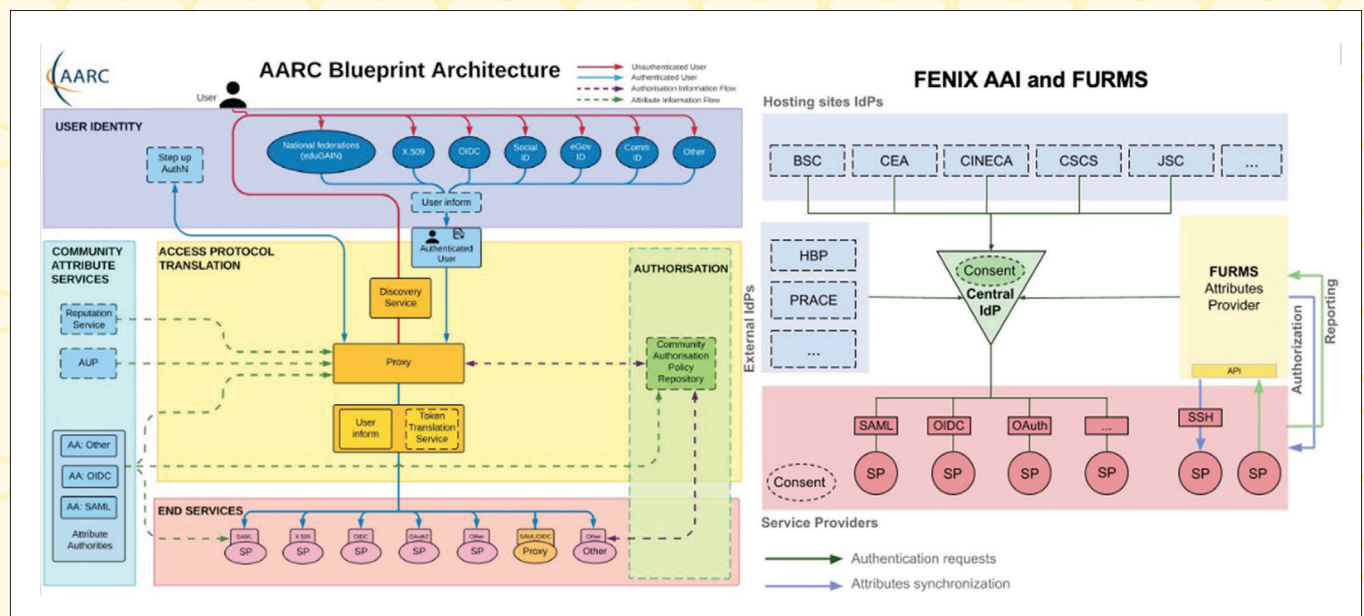 AARC
AARC Blueprint Architecture
User
Unauthenticated User
Authenticated User
Authorisation Information Flow
Attribute Information Flow
USER IDENTITY
Step up
AuthN
National federations
(eduGAIN)
X.509
OIDC
Social
ID
eGov
ID
Comm
ID
Other
User inform
Authenticated
User
COMMUNITY
ATTRIBUTE
SERVICES
Reputation
Service
AUP
AA: Other
AA: OIDC
AA: SAML
Attribute
Authorities
ACCESS PROTOCOL
TRANSLATION
Discovery
Service
Proxy
User
inform
Token
Translation
Service
AUTHORISATION
Community
Authorisation
Policy
Repository
END SERVICES
SAML
SP
X.509
SP
OIDC
SP
OAuth2
SP
Other
SP
SAML/OIDC
Proxy
Other
Other
FENIX AAI and FURMS
Hosting sites IdPs
BSC
CEA
CINECA
CSCS
JSC
...
External IdPs
HBP
PRACE
...
Consent
Central
IdP
FURMS
Attributes
Provider
API
Authorization
Reporting
SAML
OIDC
OAuth
...
SSH
Consent
SP
SP
SP
SP
SP
SP
Service Providers
Authentication requests
Attributes synchronization